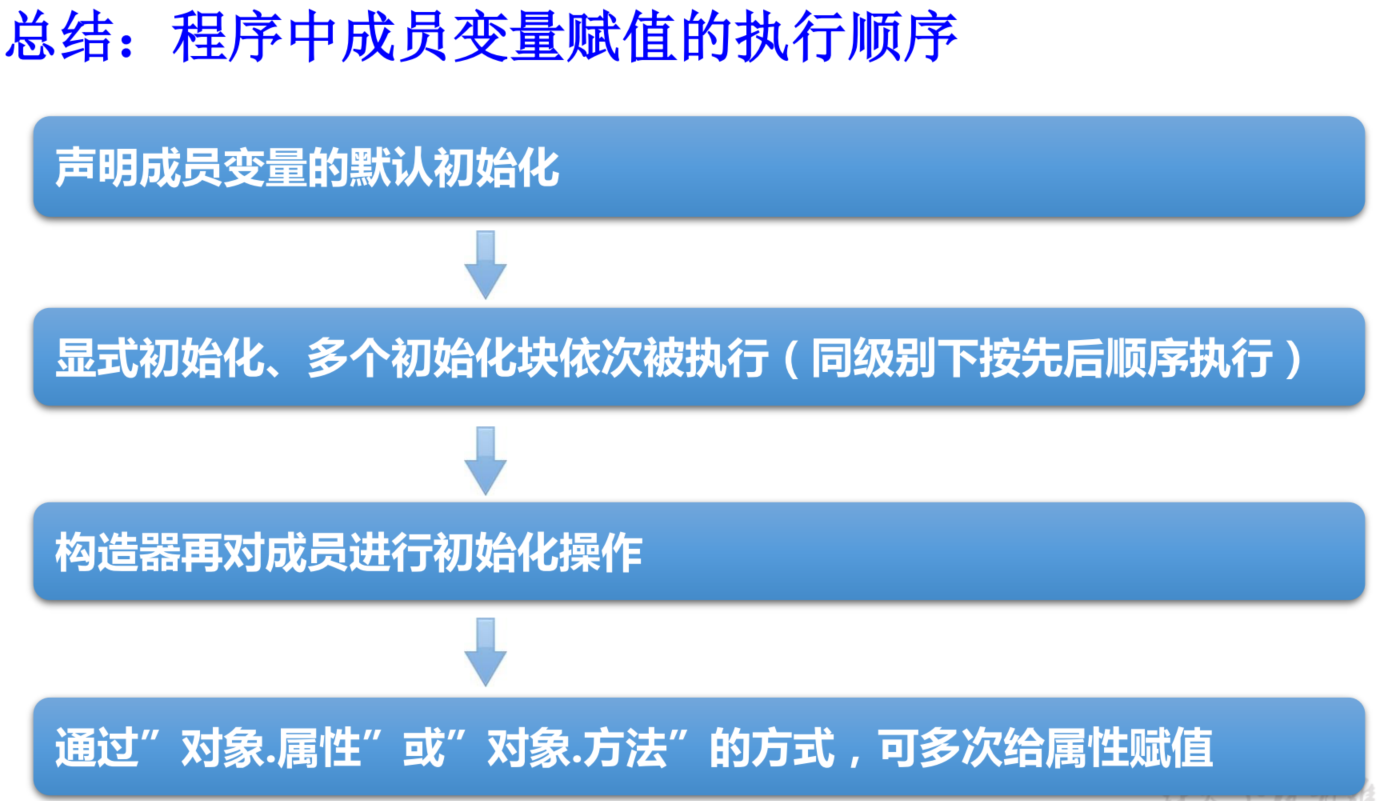 总结：程序中成员变量赋值的执行顺序
声明成员变量的默认初始化
显式初始化、多个初始化块依次被执行（同级别下按先后顺序执行）
构造器再对成员进行初始化操作
通过”对象.属性”或”对象.方法”的方式，可多次给属性赋值